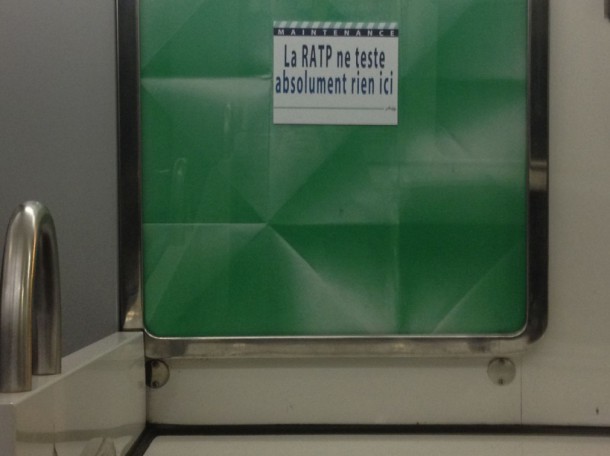 MAINTENANCE
La RATP ne teste
absolument rien ici